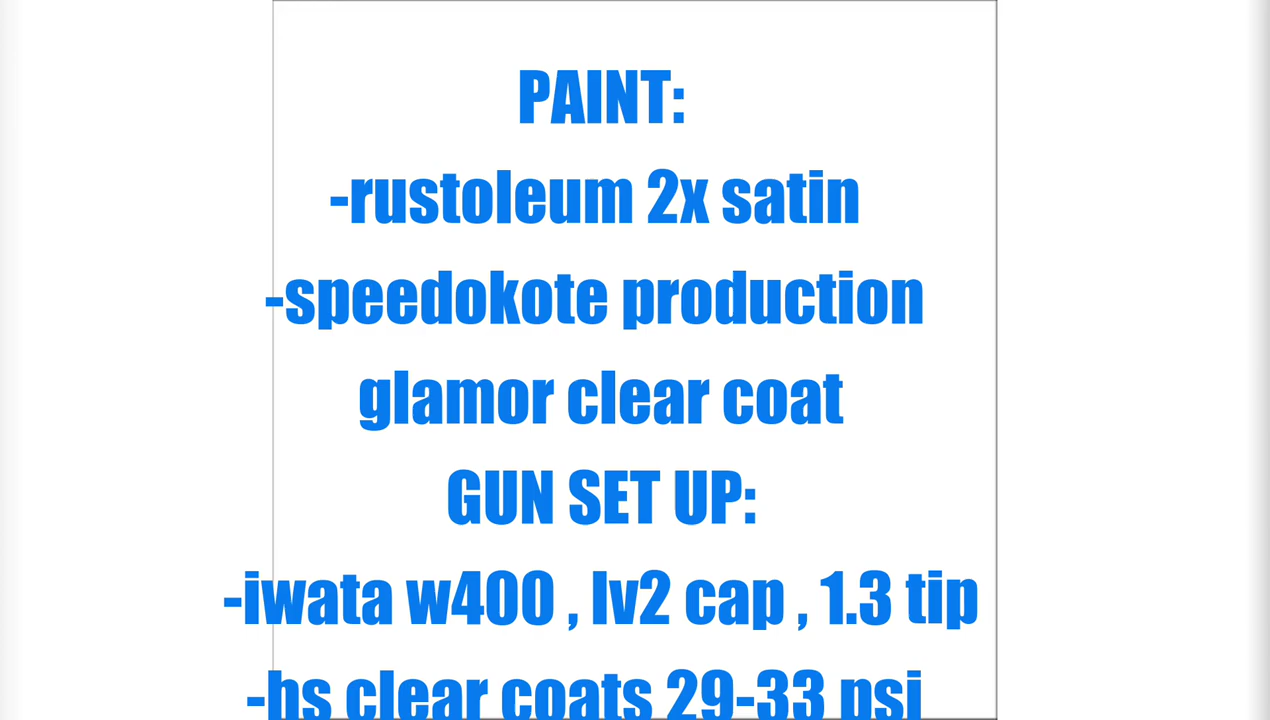 PAINT:
-rustoleum 2x satin
-speedokote production
glamor clear coat
GUN SET UP:
-iwata w400 , lv2 cap , 1.3 tip
-hs clear coats 29-33 psi